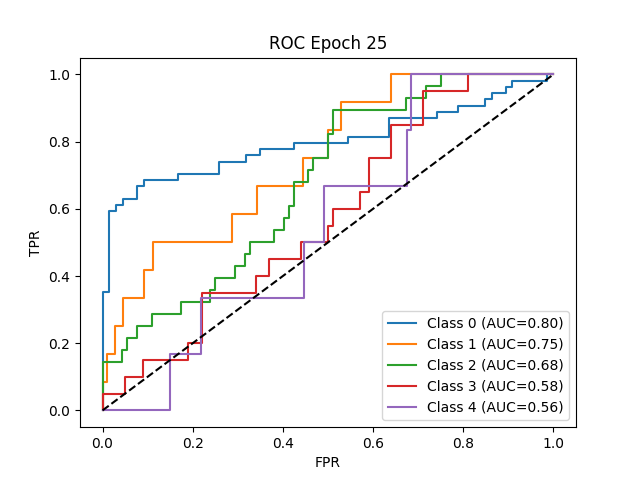 ROC Epoch 25
TPR
1.0
0.8
0.6
0.4
0.2
0.0
Class 0 (AUC=0.80)
Class 1 (AUC=0.75)
Class 2 (AUC=0.68)
Class 3 (AUC=0.58)
Class 4 (AUC=0.56)
0.0 0.2 0.4 0.6 0.8 1.0
FPR